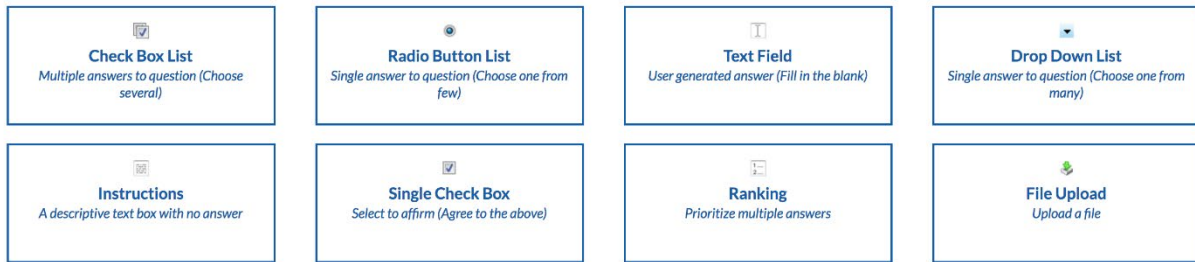 Check Box List
Multiple answers to question (Choose
several)
Radio Button List
Single answer to question (Choose one from
few)
Text Field
User generated answer (Fill in the blank)
Drop Down List
Single answer to question (Choose one from
many)
Instructions
A descriptive text box with no answer
Single Check Box
Select to affirm (Agree to the above)
1
2
Ranking
Prioritize multiple answers
File Upload
Upload a file